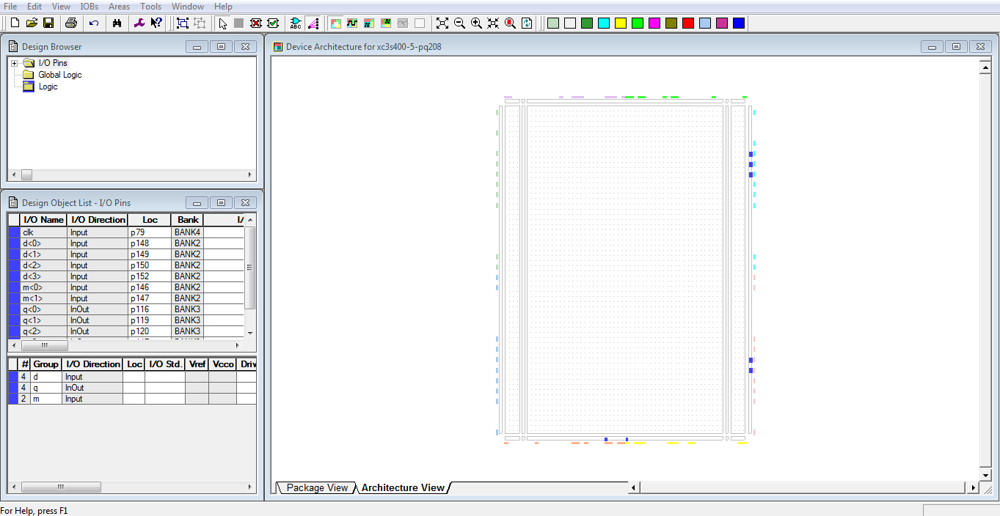 File Edit View IOBs Areas Tools Window Help
ABC
Design Browser
I/O Pins
Global Logic
Logic
Design Object List - I/O Pins
I/O Name I/O Direction Loc Bank I/
clk Input p79 BANK4
d<0> Input p148 BANK2
d<1> Input p149 BANK2
d<2> Input p150 BANK2
d<3> Input p152 BANK2
m<0> Input p146 BANK2
m<1> Input p147 BANK2
q<0> InOut p116 BANK3
q<1> InOut p119 BANK3
q<2> InOut p120 BANK3
# Group I/O Direction Loc I/O Std. Vref Vcco Driv
4 d Input
4 q InOut
2 m Input
Device Architecture for xc3s400-5-pq208
Package View Architecture View
For Help, press F1